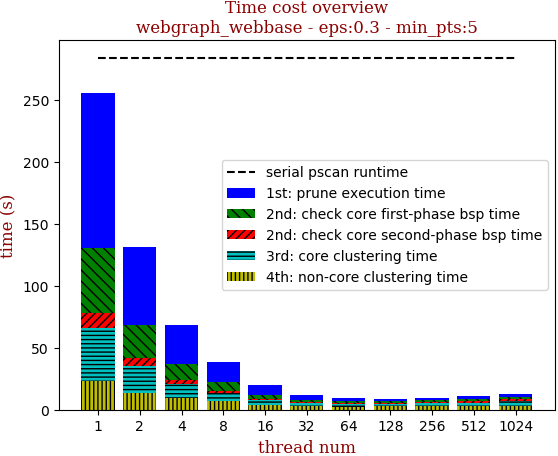 Time cost overview
webgraph_webbase - eps:0.3 - min_pts:5
time (s)
250
200
150
100
50
0
serial pscan runtime
1st: prune execution time
2nd: check core first-phase bsp time
2nd: check core second-phase bsp time
3rd: core clustering time
4th: non-core clustering time
1 2 4 8 16 32 64 128 256 512 1024
thread num